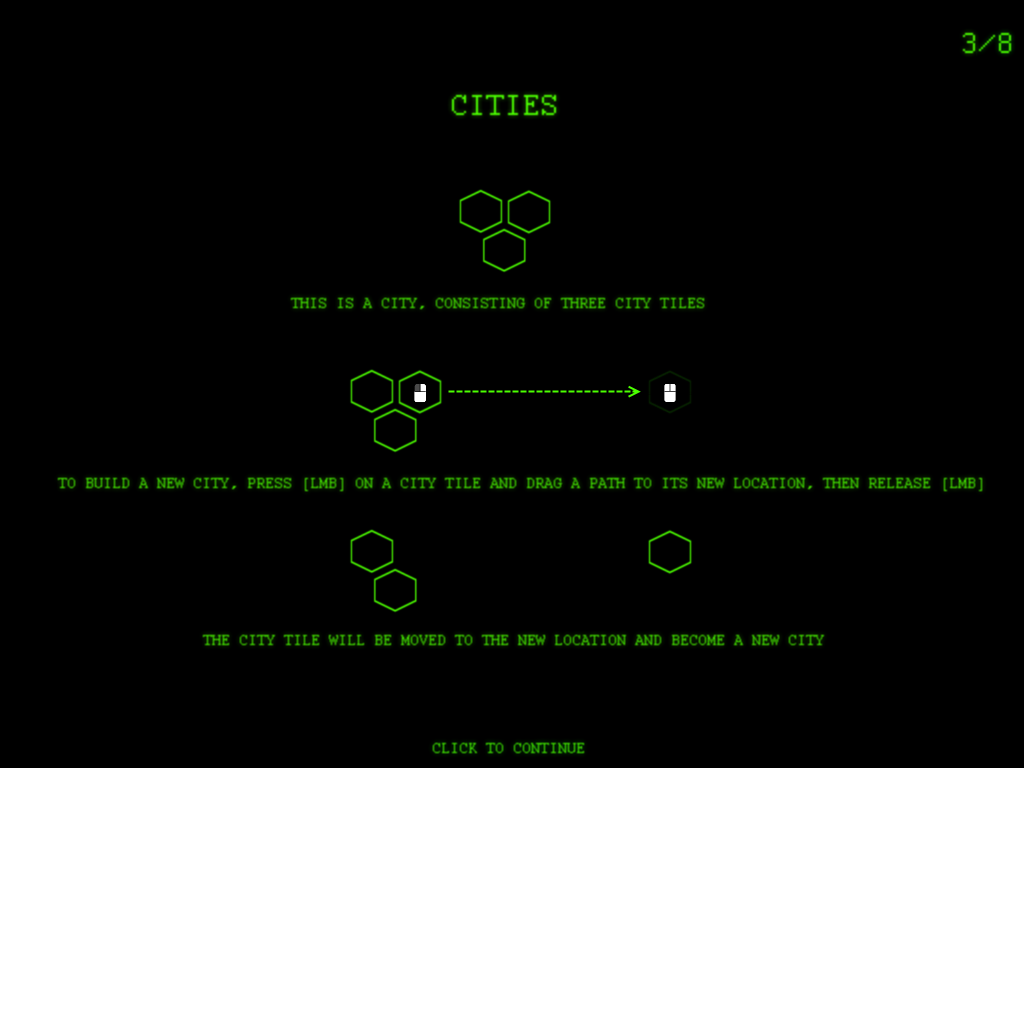 3/8
CITIES
THIS IS A CITY, CONSISTING OF THREE CITY TILES
TO BUILD A NEW CITY, PRESS [LMB] ON A CITY TILE AND DRAG A PATH TO ITS NEW LOCATION, THEN RELEASE [LMB]
THE CITY TILE WILL BE MOVED TO THE NEW LOCATION AND BECOME A NEW CITY
CLICK TO CONTINUE